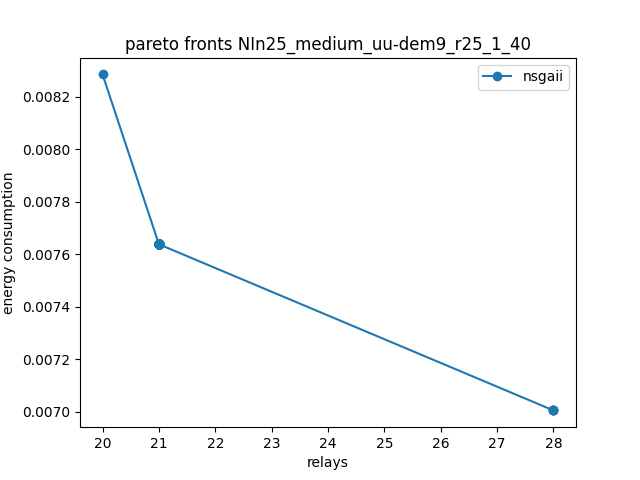 pareto fronts NIn25_medium_uu-dem9_r25_1_40
nsgaii
0.0082
0.0080
0.0078
0.0076
0.0074
0.0072
0.0070
energy consumption
20 21 22 23 24 25 26 27 28
relays